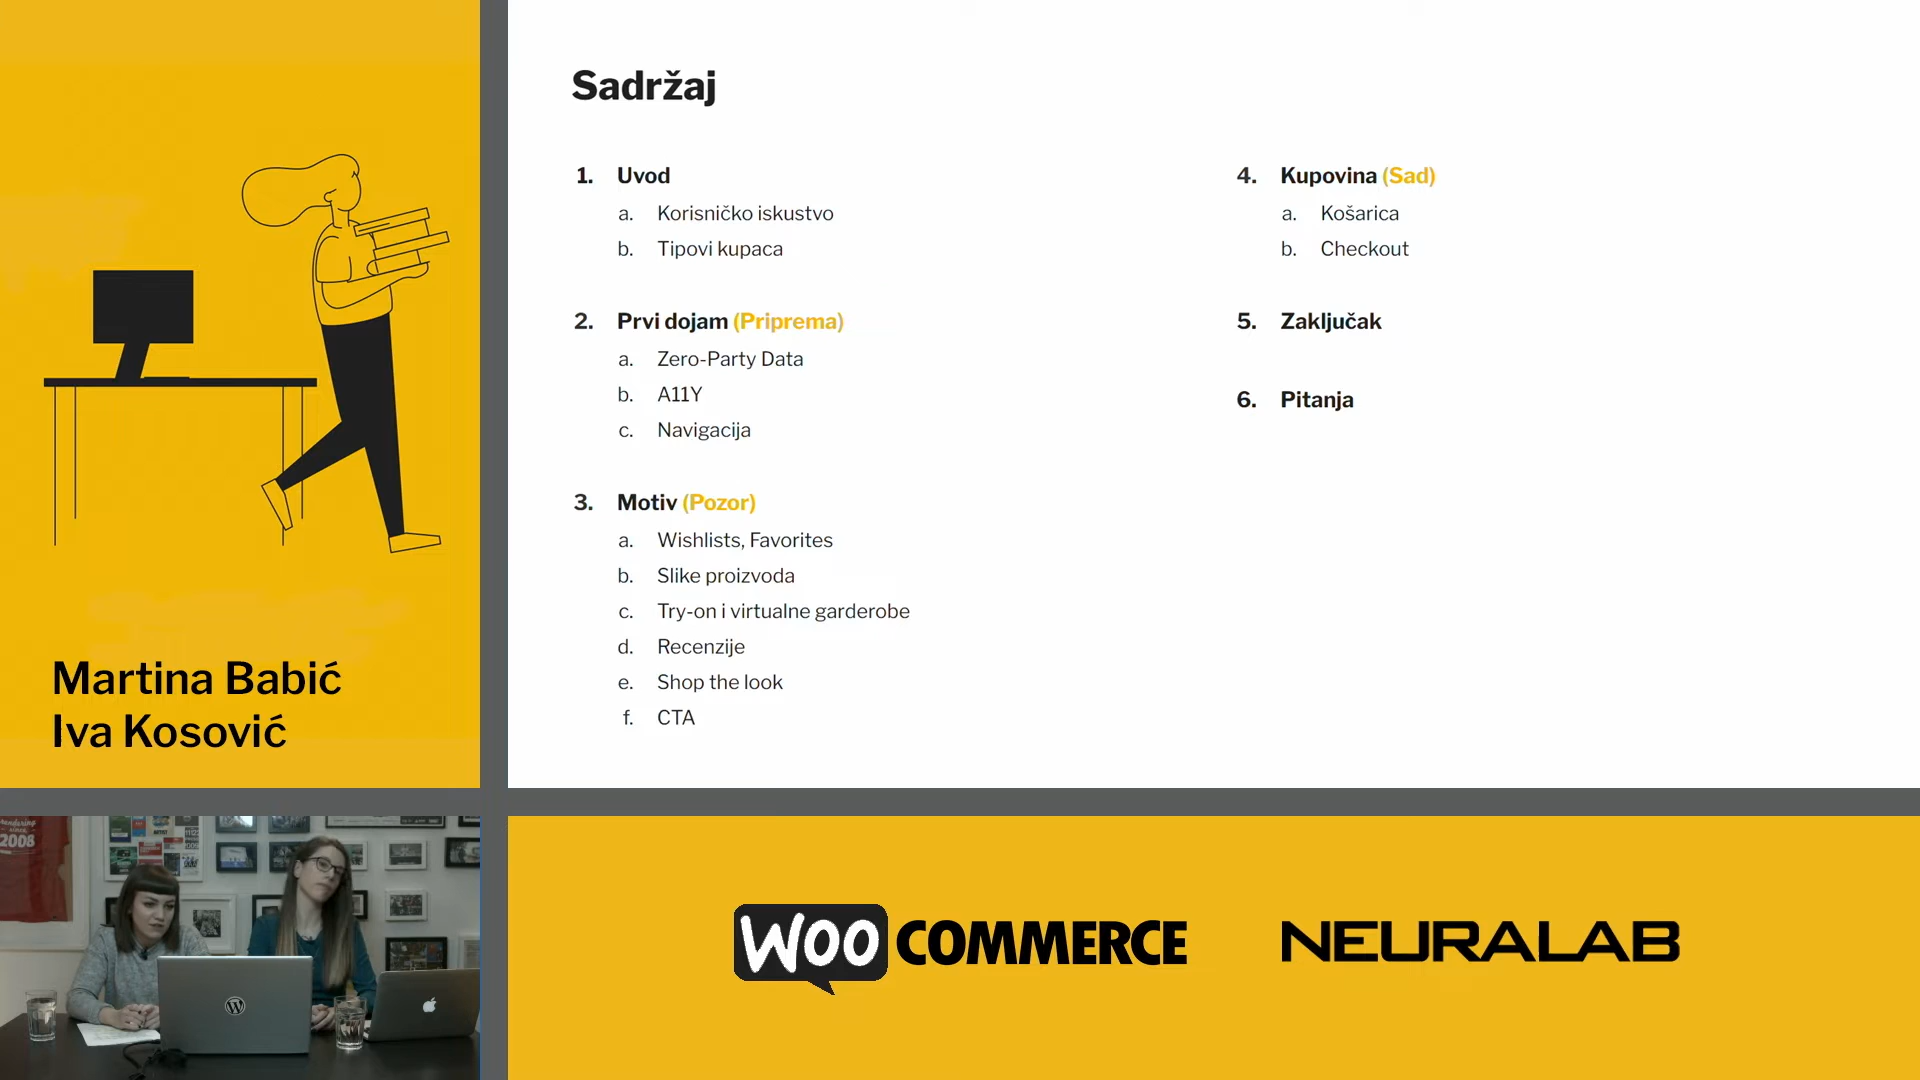 Sadržaj
1. Uvod
a. Korisničko iskustvo
b. Tipovi kupaca
2. Prvi dojam (Priprema)
a. Zero-Party Data
b. A11Y
c. Navigacija
3. Motiv (Pozor)
a. Wishlists, Favorites
b. Slike proizvoda
c. Try-on i virtualne garderobe
d. Recenzije
e. Shop the look
f. CTA
4. Kupovina (Sad)
a. Košarica
b. Checkout
5. Zaključak
6. Pitanja
Martina Babić
Iva Kosović
2008
WOO COMMERCE
NEURALAB